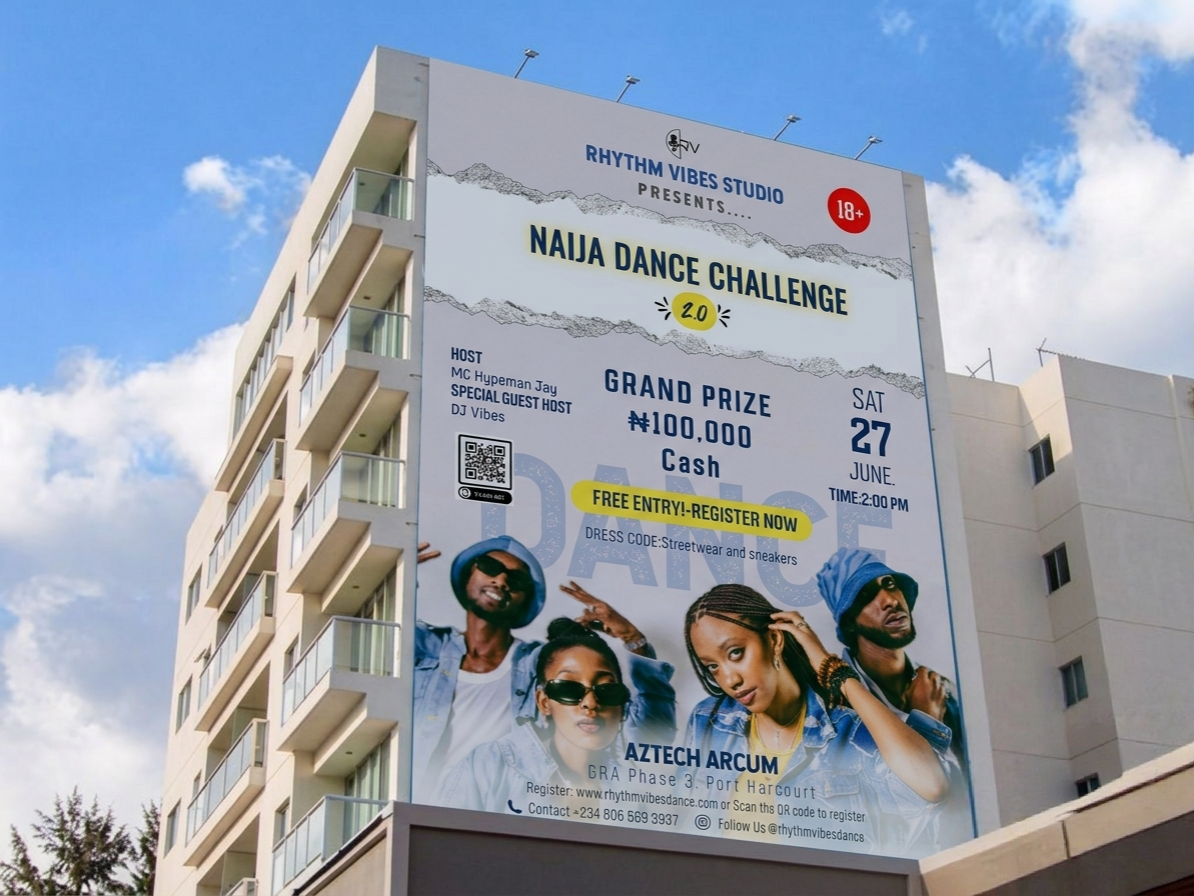 RV
RHYTHM VIBES STUDIO
PRESENTS....
18+
NAIJA DANCE CHALLENGE
2.0
HOST
MC Hypeman Jay
SPECIAL GUEST HOST
DJ Vibes
GRAND PRIZE
₦100,000
Cash
SAT
27
JUNE.
TIME:2:00 PM
DANCE
FREE ENTRY!-REGISTER NOW
DRESS CODE:Streetwear and sneakers
AZTECH ARCUM
GRA Phase 3, Port Harcourt
Register: www.rhythmvibesdance.com or Scan ths QR code to register
Contact +234 806 569 3937
Follow Us @rhythmvibesdance